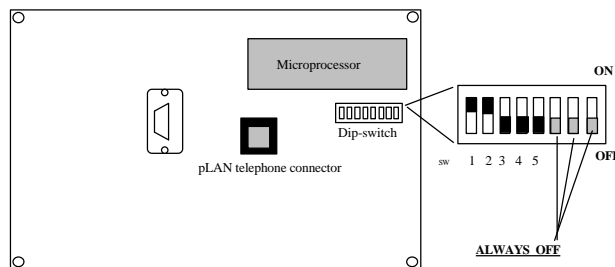 Microprocessor
ON
Dip-switch
pLAN telephone connector
sw 1 2 3 4 5
OFF
ALWAYS OFF